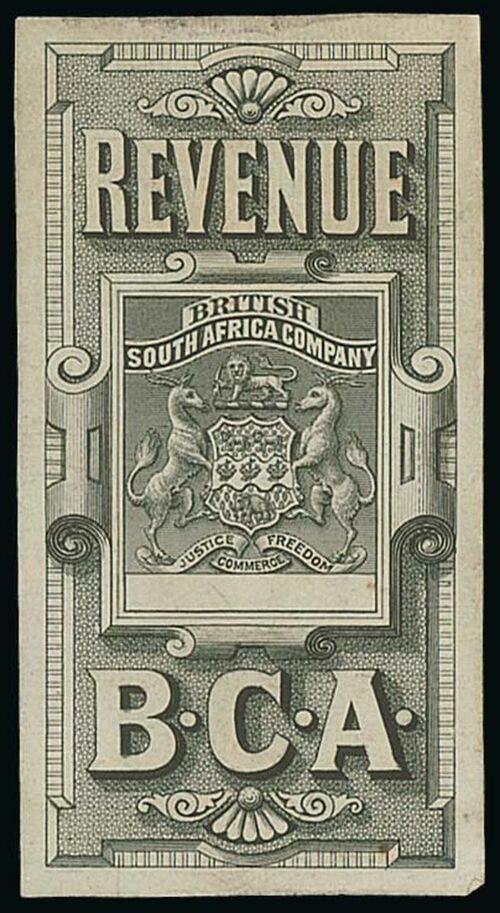 REVENUE
BRITISH
SOUTH AFRICA COMPANY
JUSTICE FREEDOM
COMMERCE
B·C·A·